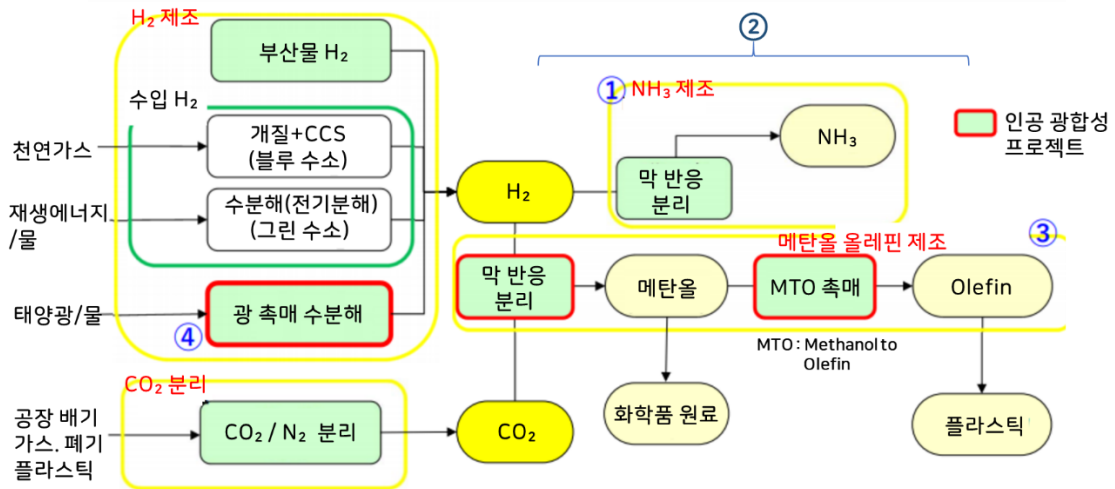 H₂ 제조
②
부산물 H₂
① NH₃ 제조
수입 H₂
인공 광합성
프로젝트
개질+CCS
(블루 수소)
NH₃
천연가스
막 반응
분리
H₂
재생에너지
/물
수분해(전기분해)
(그린 수소)
메탄올 올레핀 제조
③
막 반응
분리
메탄올
MTO 촉매
Olefin
태양광/물
광 촉매 수분해
④
MTO : Methanol to
Olefin
CO₂ 분리
공장 배기
가스. 폐기
플라스틱
CO₂ / N₂ 분리
CO₂
화학품 원료
플라스틱